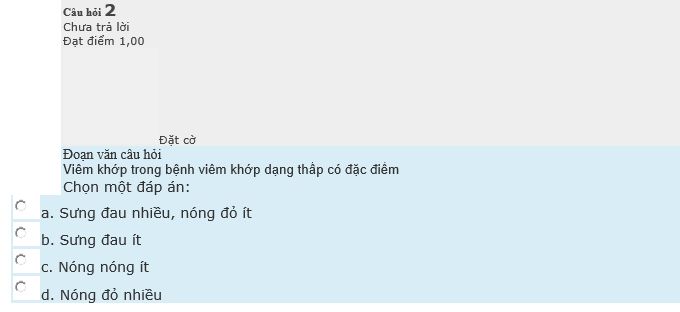 Câu hỏi 2
Chưa trả lời
Đạt điểm 1,00
Đặt cờ
Đoạn văn câu hỏi
Viêm khớp trong bệnh viêm khớp dạng thấp có đặc điểm
Chọn một đáp án:
a. Sưng đau nhiều, nóng đỏ ít
b. Sưng đau ít
c. Nóng nóng ít
d. Nóng đỏ nhiều